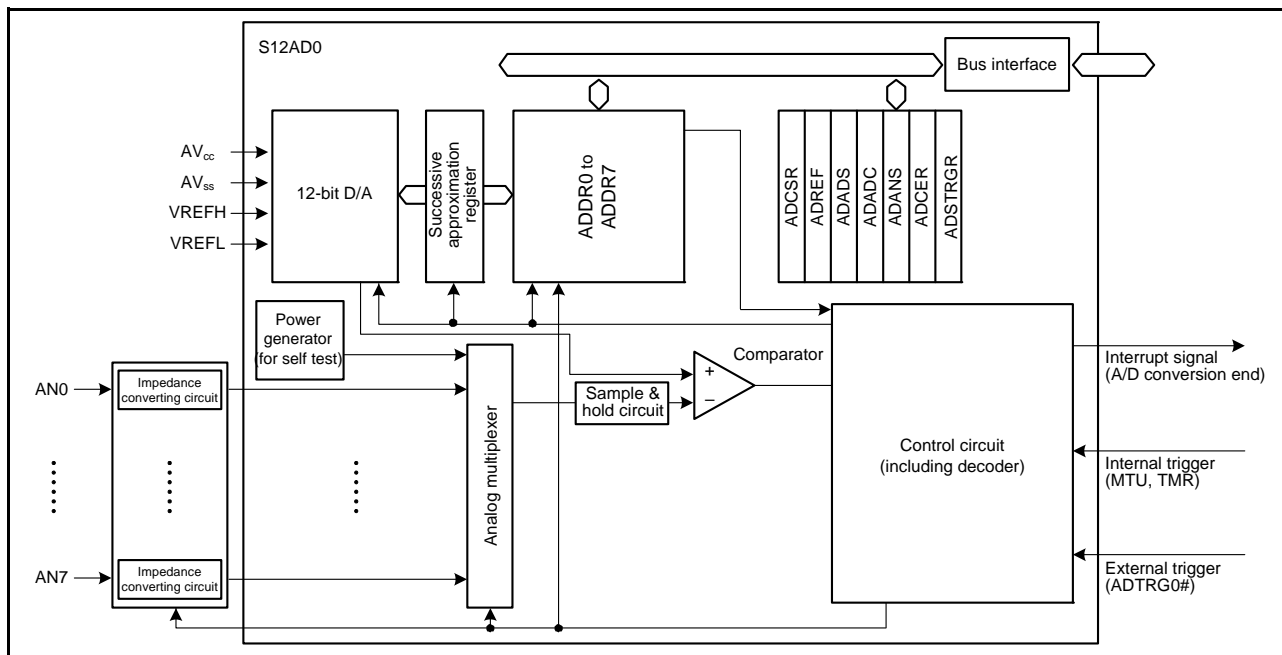 S12AD0
Bus interface
AVcc
AVss
VREFH
VREFL
12-bit D/A
Successive
approximation
register
ADDR0 to
ADDR7
ADCSR
ADREF
ADADS
ADADC
ADANS
ADCER
ADSTRGR
Power
generator
(for self test)
Comparator
+
−
Sample &
hold circuit
Analog multiplexer
Control circuit
(including decoder)
Interrupt signal
(A/D conversion end)
Internal trigger
(MTU, TMR)
External trigger
(ADTRG0#)
AN0
Impedance
converting circuit
AN7
Impedance
converting circuit